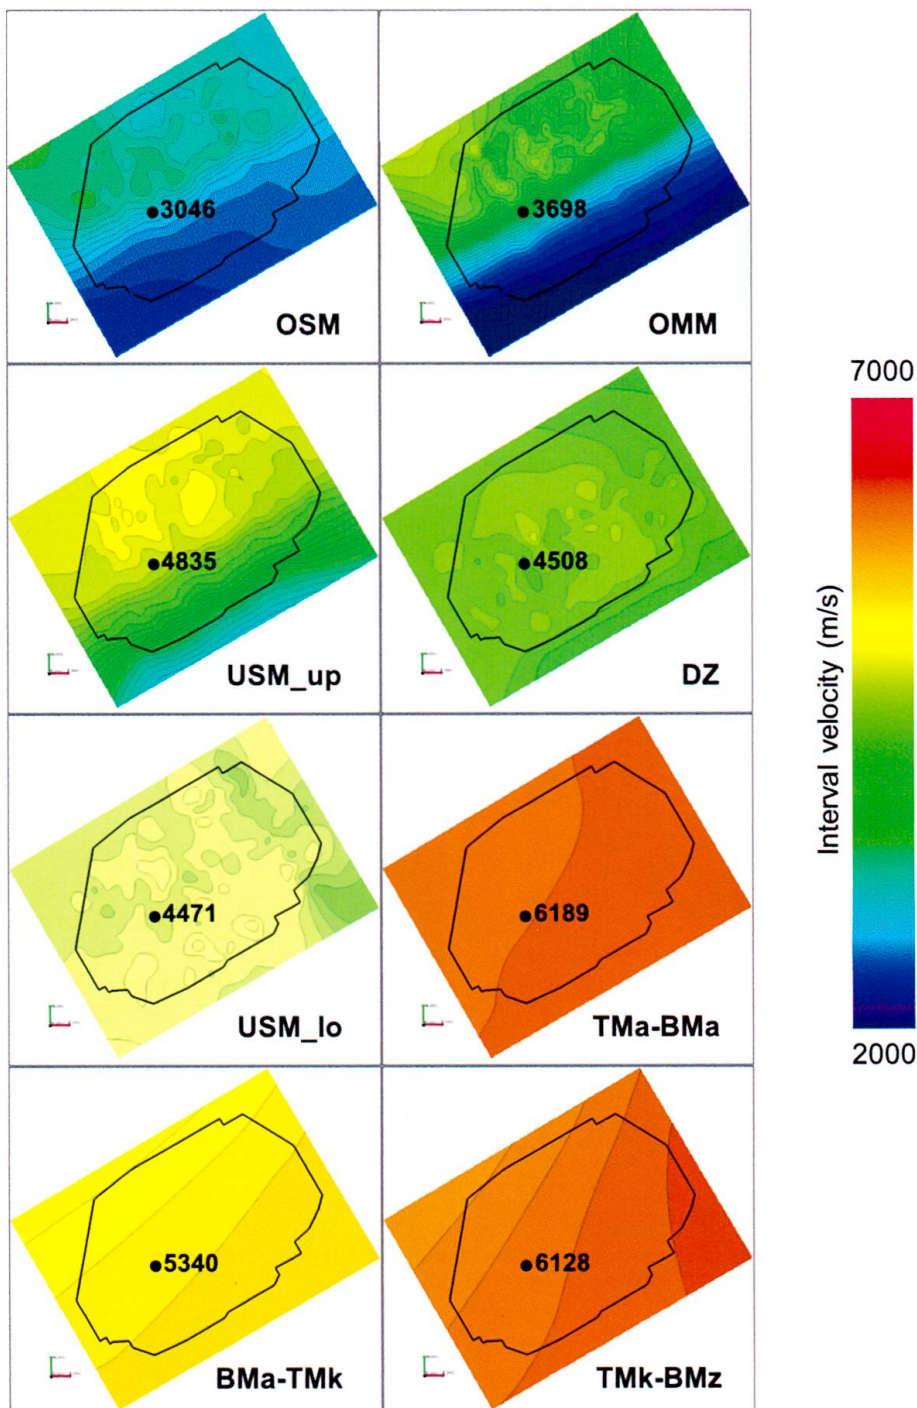 3046
OSM
3698
OMM
4835
USM_up
4508
DZ
4471
USM_lo
6189
TMa-BMa
5340
BMa-TMk
6128
TMk-BMz
7000
Interval velocity (m/s)
2000